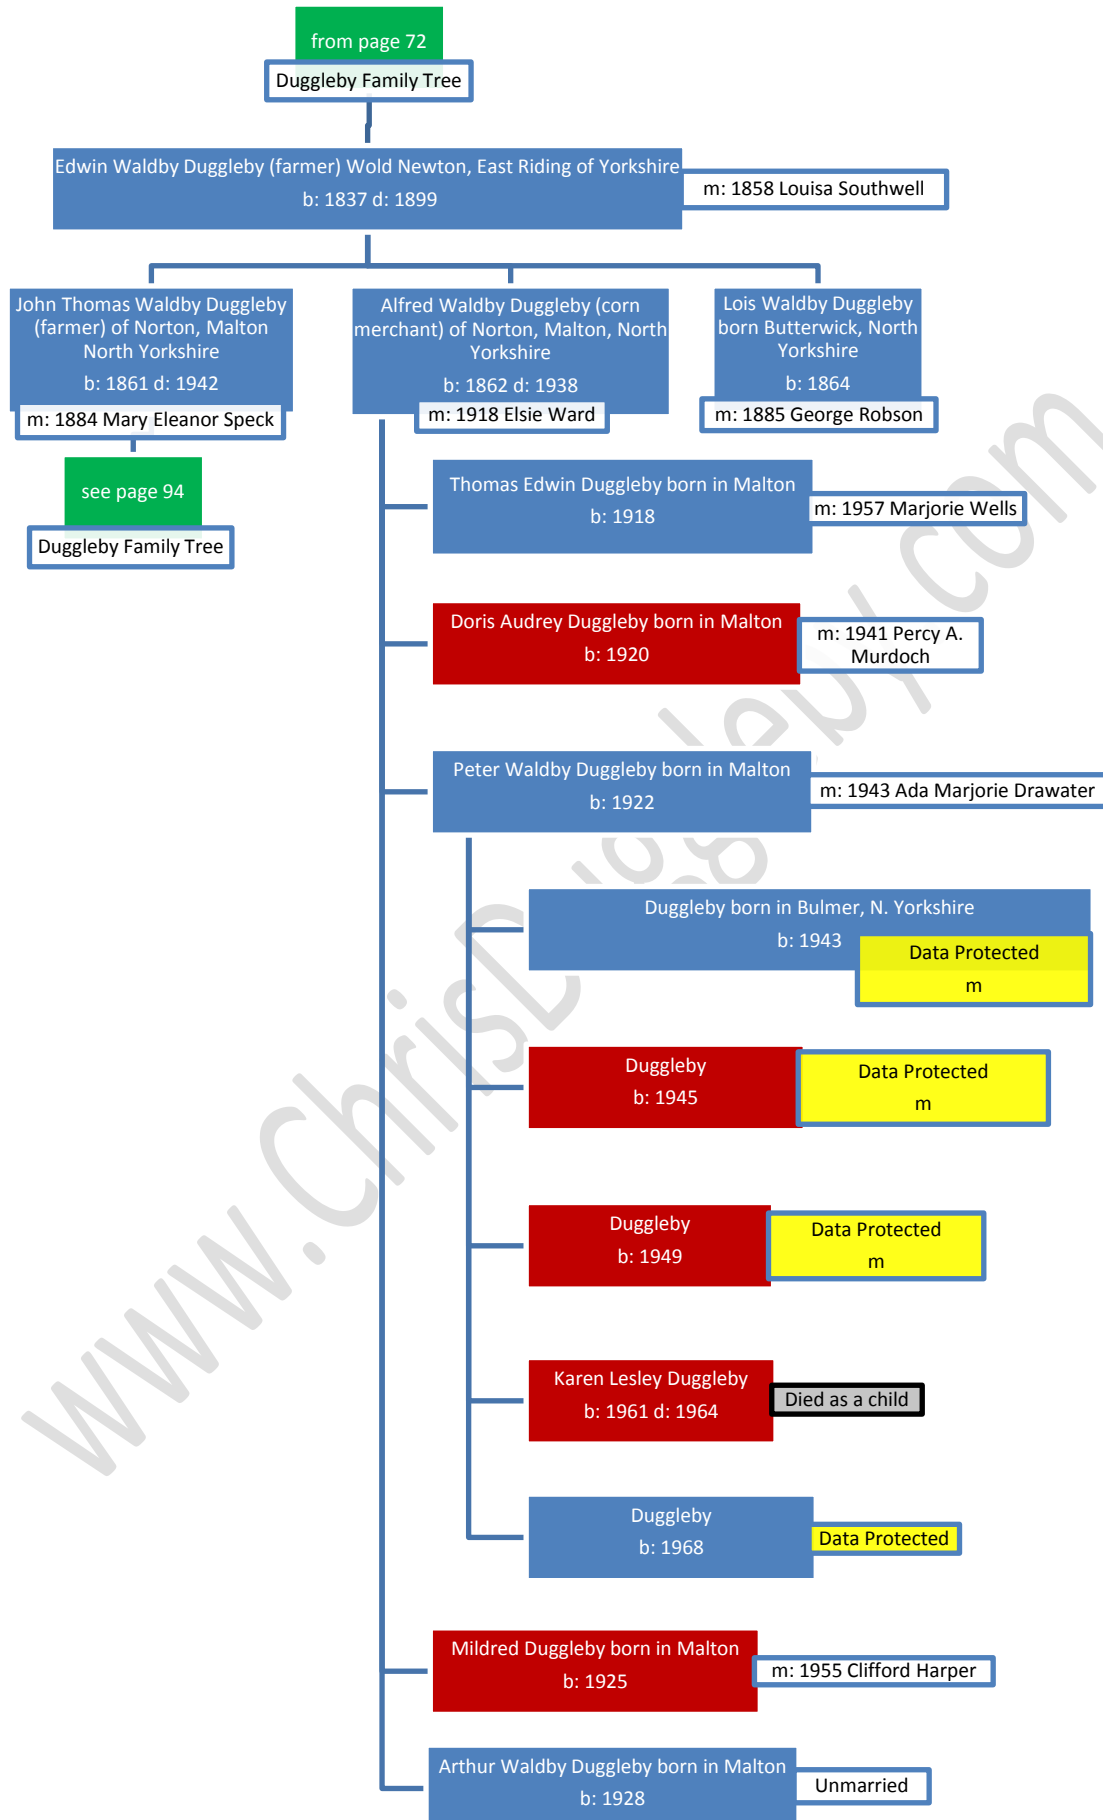 from page 72
Duggleby Family Tree
Edwin Waldby Duggleby (farmer) Wold Newton, East Riding of Yorkshire
b: 1837 d: 1899
m: 1858 Louisa Southwell
John Thomas Waldby Duggleby
(farmer) of Norton, Malton
North Yorkshire
b: 1861 d: 1942
m: 1884 Mary Eleanor Speck
see page 94
Duggleby Family Tree
Alfred Waldby Duggleby (corn
merchant) of Norton, Malton, North
Yorkshire
b: 1862 d: 1938
m: 1918 Elsie Ward
Lois Waldby Duggleby
born Butterwick, North
Yorkshire
b: 1864
m: 1885 George Robson
Thomas Edwin Duggleby born in Malton
b: 1918
m: 1957 Marjorie Wells
Doris Audrey Duggleby born in Malton
b: 1920
m: 1941 Percy A.
Murdoch
Peter Waldby Duggleby born in Malton
b: 1922
m: 1943 Ada Marjorie Drawater
Duggleby born in Bulmer, N. Yorkshire
b: 1943
Data Protected
m
Duggleby
b: 1945
Data Protected
m
Duggleby
b: 1949
Data Protected
m
Karen Lesley Duggleby
b: 1961 d: 1964
Died as a child
Duggleby
b: 1968
Data Protected
Mildred Duggleby born in Malton
b: 1925
m: 1955 Clifford Harper
Arthur Waldby Duggleby born in Malton
b: 1928
Unmarried
www.ChrisDuggleby.com